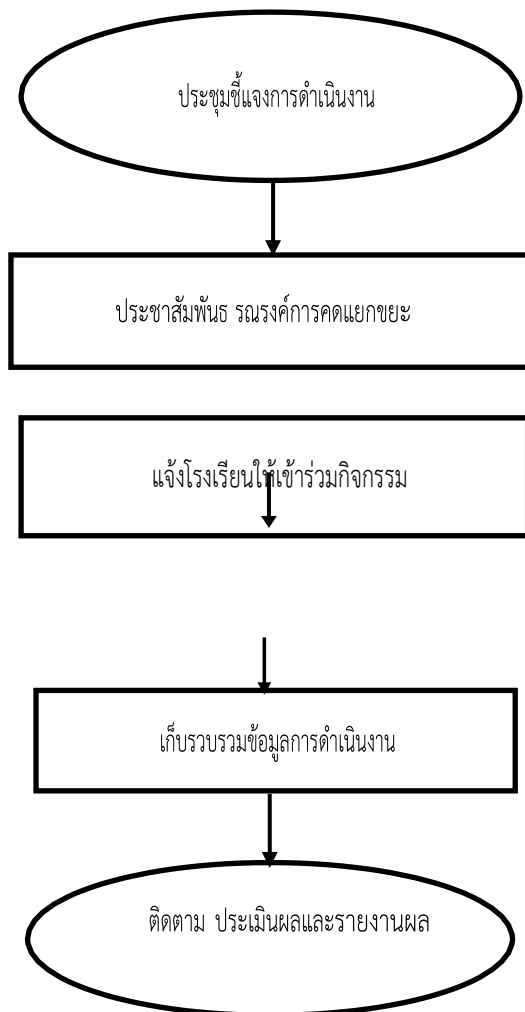 ประชุมชี้แจงการดำเนินงาน
ประชาสัมพันธ รณรงค์การคดแยกขยะ
แจ้งโรงเรียนให้เข้าร่วมกิจกรรม
เก็บรวบรวมข้อมูลการดำเนินงาน
ติดตาม ประเมินผลและรายงานผล